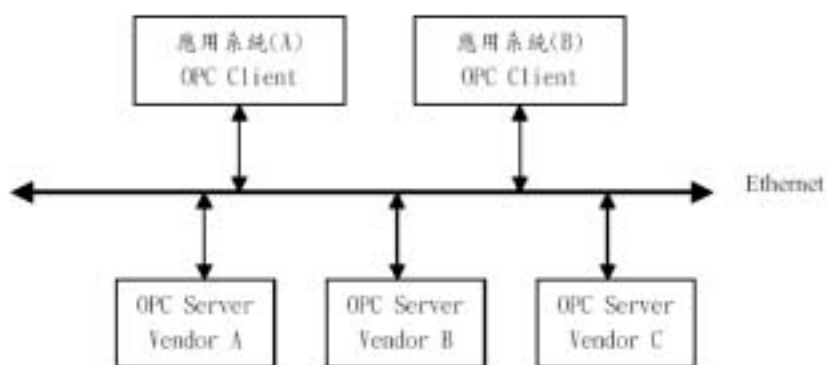 應用系統(A)
OPC Client
應用系統(B)
OPC Client
Ethernet
OPC Server
Vendor A
OPC Server
Vendor B
OPC Server
Vendor C